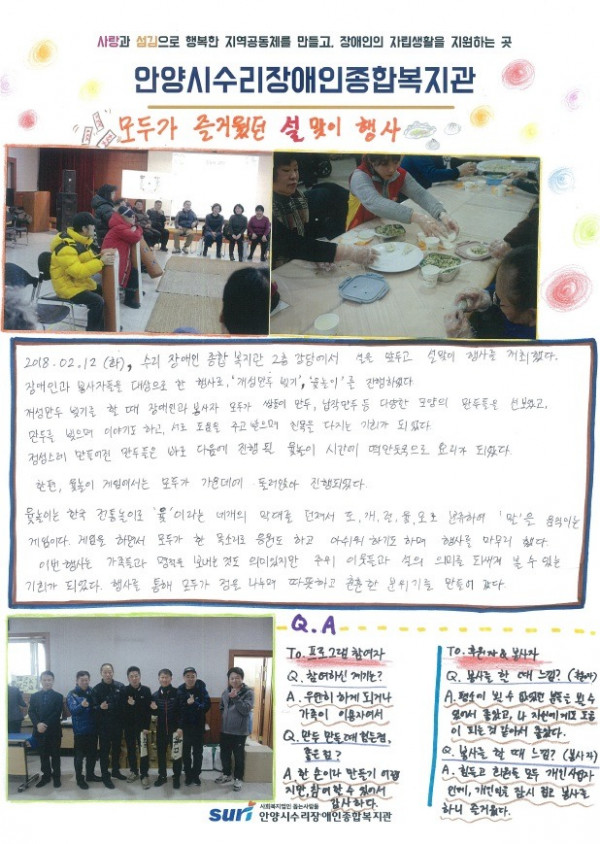 사랑과 섬김으로 행복한 지역공동체를 만들고, 장애인의 자립생활을 지원하는 곳
안양시수리장애인종합복지관
모두가 즐거웠던 설 맞이 행사
2018.02.12 (화), 수리 장애인 종합 복지관 2층 강당에서 설을 앞두고 설맞이 행사를 개최했다.
장애인과 봉사자들을 대상으로 한 행사로, '개성만두 빚기', '윷놀이'를 진행하였다.
개성만두 빚기를 할 때 장애인과 봉사자 모두가 만두, 납작만두 등 다양한 모양의 만두들을 선보였고,
만두를 빚으며 이야기도 하고, 서로 도움을 주고 받으며 친목을 다지는 기회가 되었다.
정성스레 만들어진 만두들은 바로 다음에 진행 된 윷놀이 시간이 떡만둣국으로 요리가 되었다.
한편, 윷놀이 게임에서는 모두가 가운데에 둘러앉아 진행되었다.
윷놀이는 한국 전통놀이로 '윷'이라는 네개의 막대를 던져서 도, 개, 걸, 윷, 모로 분류하여 '말'을 움직이는
게임이다. 게임을 하면서 모두가 한 목소리로 응원도 하고 아쉬워 하기도 하며 행사를 마무리 했다.
이번 행사는 가족들과 명절을 보내는 것도 의미있지만 주위 이웃들과 설의 의미를 되새겨 볼 수 있는
기회가 되었다. 행사를 통해 모두가 정을 나누며 따뜻하고 훈훈한 분위기를 만들어 갔다.
Q.A
To. 프로그램 참여자
Q. 참여하신 계기는?
A. 우연히 하게 되거나
가족이 이용자여서
Q. 만두 만들 때 힘든점,
좋은 점?
A. 한 손이라 만들기 어렵
지만, 참여 할 수 있어서
감사하다.
To. 후원자 & 봉사자
Q. 봉사를 할 때 느낌?
A. 평소에 뵐 수 없었던 분들을 뵐 수
있어서 좋았고, 나 자신에게도 도움
이 되는 것 같아서 좋았다.
Q. 봉사를 할 때 느낌? (봉사자)
A. 힘들고 모두 개인사정자
인데, 개인일을 잠시 접고 봉사를
하니 즐거웠다.
suri 사회복지법인 돕는사람들
안양시수리장애인종합복지관